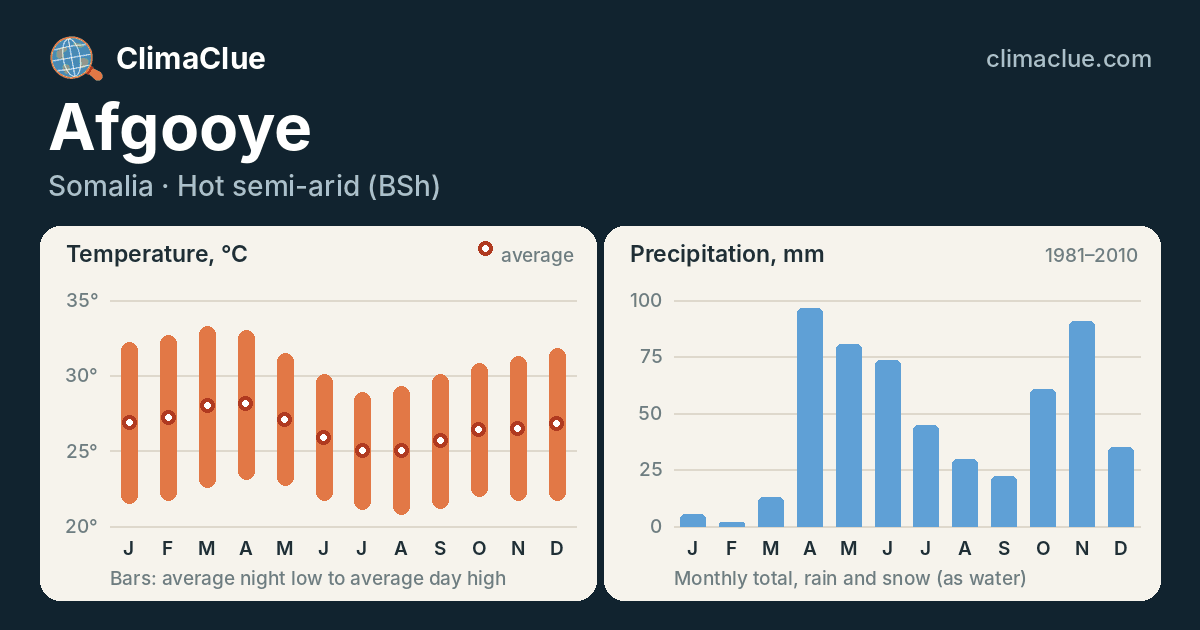 ClimaClue
climaclue.com
Afgooye
Somalia · Hot semi-arid (BSh)
Temperature, °C
average
35°
30°
25°
20°
J F M A M J J A S O N D
Bars: average night low to average day high
Precipitation, mm
1981–2010
100
75
50
25
0
J F M A M J J A S O N D
Monthly total, rain and snow (as water)